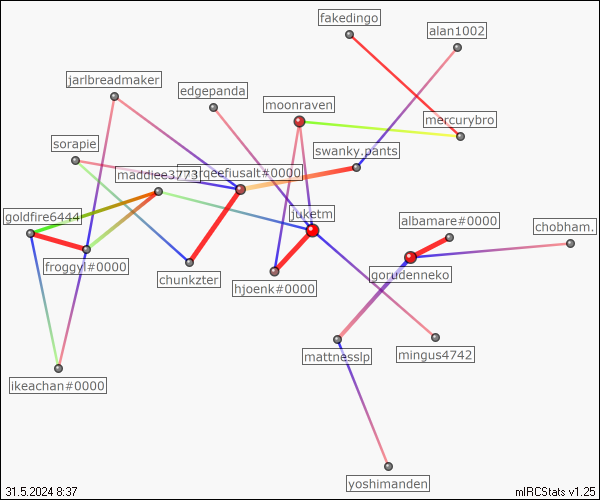 fakedingo
alan1002
jarlbreadmaker
edgepanda
moonraven
mercurybro
sorapie
swanky.pants
maddiee3773
rqeefiusalt#0000
goldfire6444
juketm
albamare#0000
chobham.
froggyl#0000
chunkzter
gorudenneko
hjoenk#0000
mattnesslp
mingus4742
ikeachan#0000
yoshimanden
31.5.2024 8:37
mIRCStats v1.25